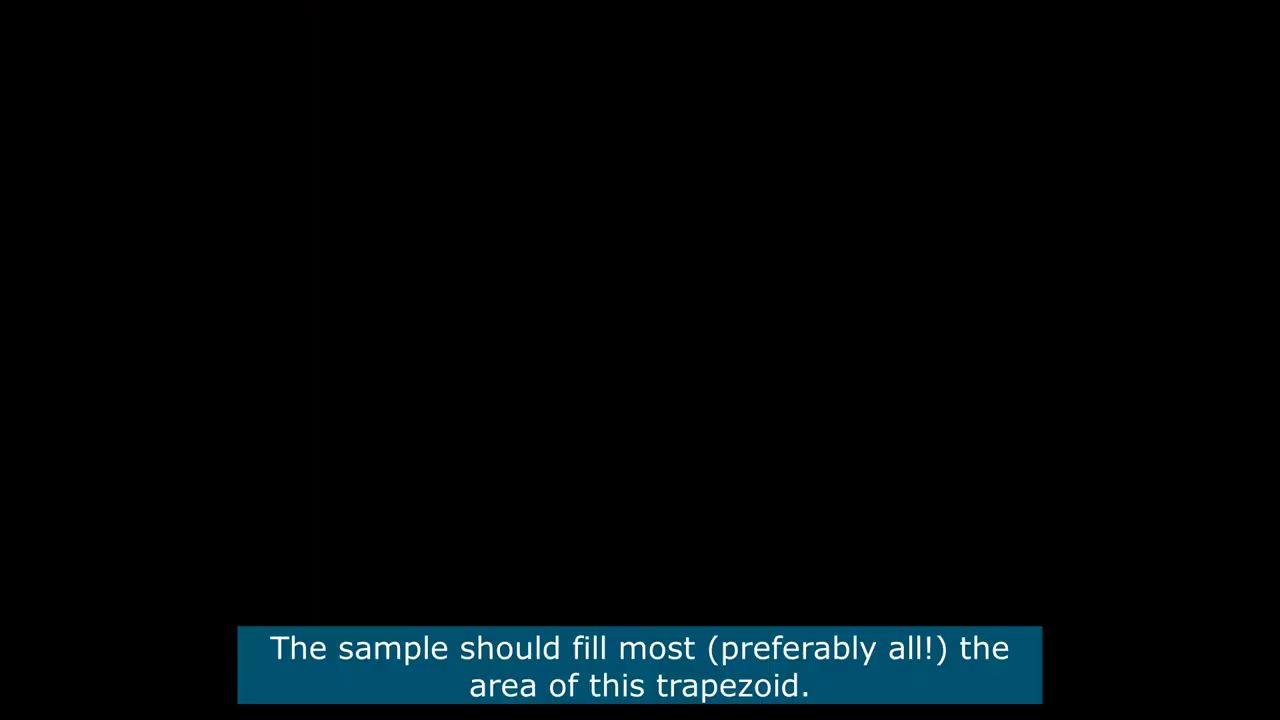 The sample should fill most (preferably all!) the
area of this trapezoid.